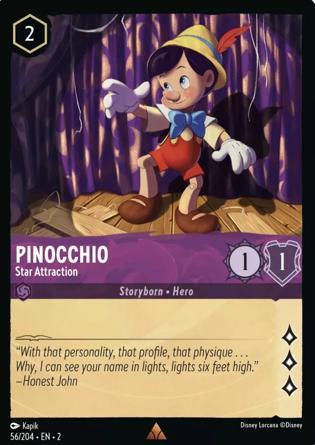 2
PINOCCHIO
Star Attraction
1 1
Storyborn • Hero
“With that personality, that profile, that physique . . .
Why, I can see your name in lights, lights six feet high.”
–Honest John
Kapik
56/204 • EN • 2
Disney Lorcana ©Disney